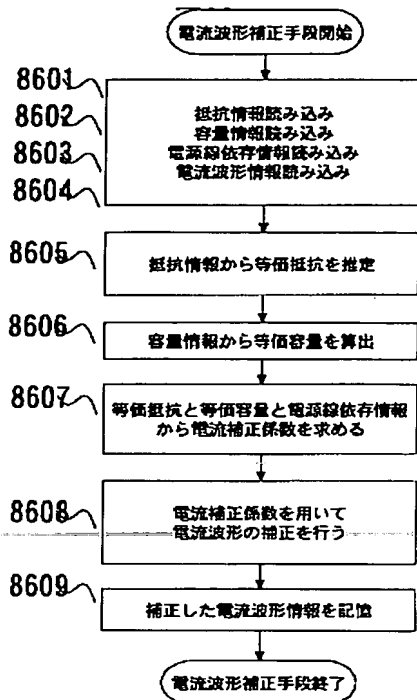 電流波形補正手段開始
8601
8602
8603
8604
抵抗情報読み込み
容量情報読み込み
電源線依存情報読み込み
電流波形情報読み込み
8605
抵抗情報から等価抵抗を推定
8606
容量情報から等価容量を算出
8607
等価抵抗と等価容量と電源線依存情報
から電流補正係数を求める
8608
電流補正係数を用いて
電流波形の補正を行う
8609
補正した電流波形情報を記憶
電流波形補正手段終了